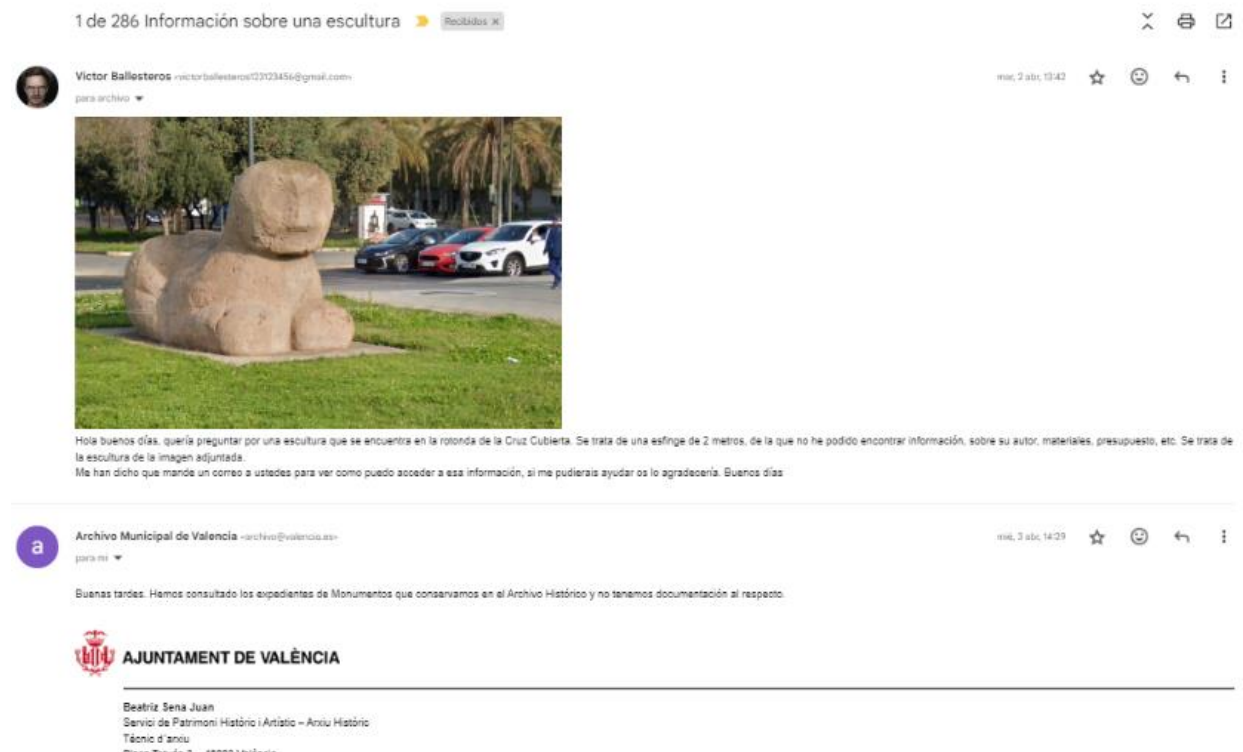 1 de 286 Información sobre una escultura
Recibidos x
Victor Ballesteros <victorballesteros123123456@gmail.com>
mar, 2 abr, 13:42
para archivo
Hola buenos días, quería preguntar por una escultura que se encuentra en la rotonda de la Cruz Cubierta. Se trata de una esfinge de 2 metros, de la que no he podido encontrar información, sobre su autor, materiales, presupuesto, etc. Se trata de
la escultura de la imagen adjuntada.
Me han dicho que mande un correo a ustedes para ver como puedo acceder a esa información, si me pudierais ayudar os lo agradecería. Buenos días
a
Archivo Municipal de Valencia <archivo@valencia.es>
mié, 3 abr, 14:29
para mí
Buenas tardes. Hemos consultado los expedientes de Monumentos que conservamos en el Archivo Histórico y no tenemos documentación al respecto.
AJUNTAMENT DE VALÈNCIA
Beatriz Sena Juan
Servici de Patrimoni Històric i Artístic – Arxiu Històric
Tècnic d'arxiu